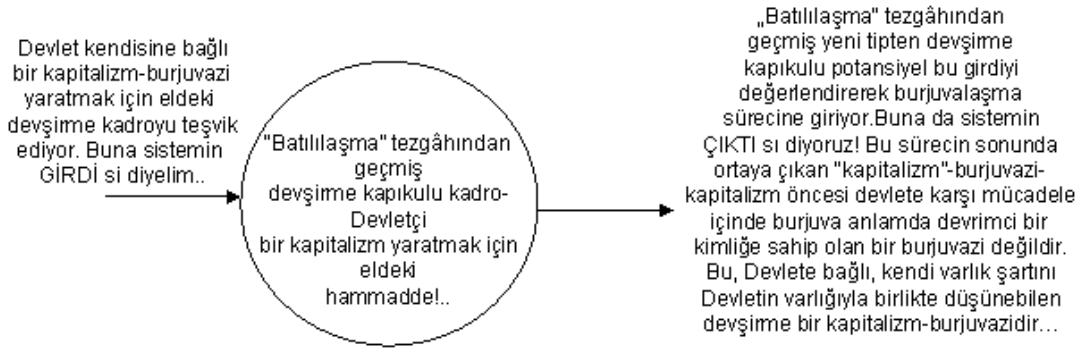 Devlet kendisine bağlı
bir kapitalizm-burjuvazi
yaratmak için eldeki
devşirme kadroyu teşvik
ediyor. Buna sistemin
GİRDİ si diyelim..
"Batılılaşma" tezgâhından
geçmiş
devşirme kapıkulu kadro-
Devletçi
bir kapitalizm yaratmak için
eldeki
hammadde!..
„Batılılaşma" tezgâhından
geçmiş yeni tipten devşirme
kapıkulu potansiyel bu girdiyi
değerlendirerek burjuvalaşma
sürecine giriyor.Buna da sistemin
ÇIKTI sı diyoruz! Bu sürecin sonunda
ortaya çıkan "kapitalizm"-burjuvazi-
kapitalizm öncesi devlete karşı mücadele
içinde burjuva anlamda devrimci bir
kimliğe sahip olan bir burjuvazi değildir.
Bu, Devlete bağlı, kendi varlık şartını
Devletin varlığıyla birlikte düşünebilen
devşirme bir kapitalizm-burjuvazidir...